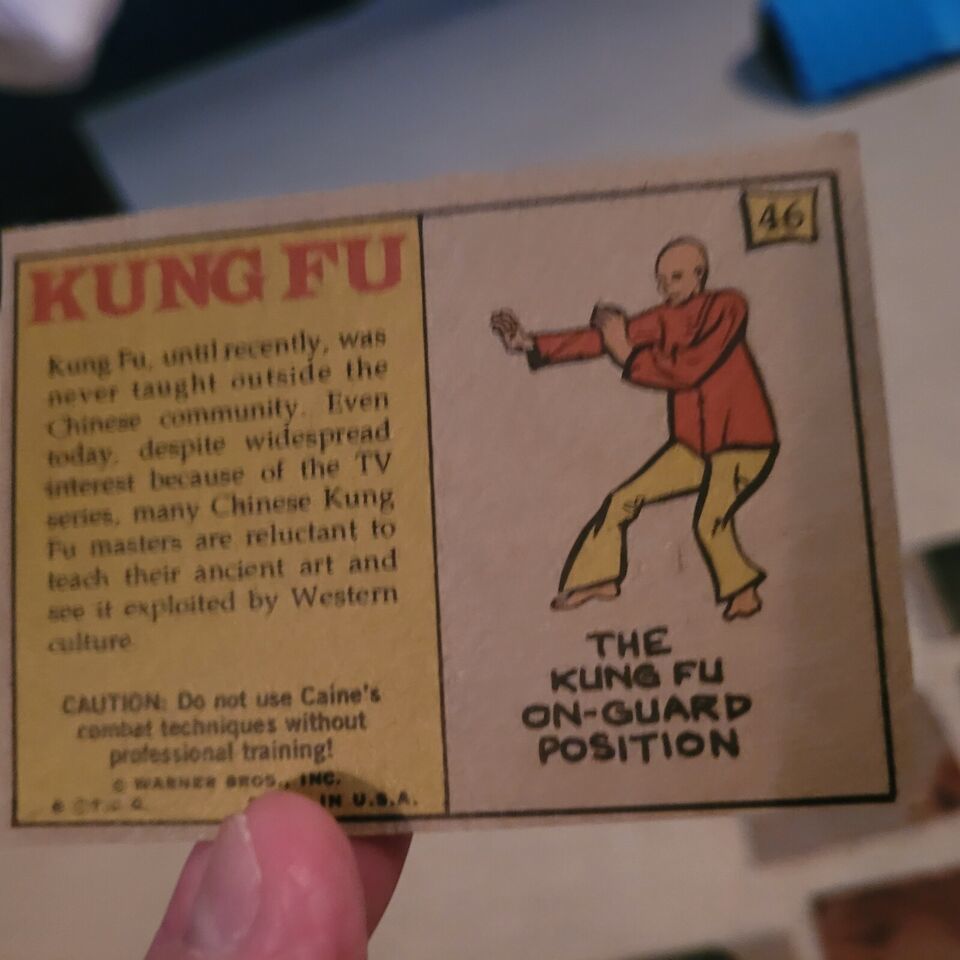 KUNG FU
Kung Fu, until recently, was
never taught outside the
Chinese community. Even
today, despite widespread
interest because of the TV
series, many Chinese Kung
Fu masters are reluctant to
teach their ancient art and
see it exploited by Western
culture.
CAUTION: Do not use Caine's
combat techniques without
professional training!
© WARNER BROS., INC.
© T.C.G.
IN U.S.A.
46
THE
KUNG FU
ON-GUARD
POSITION